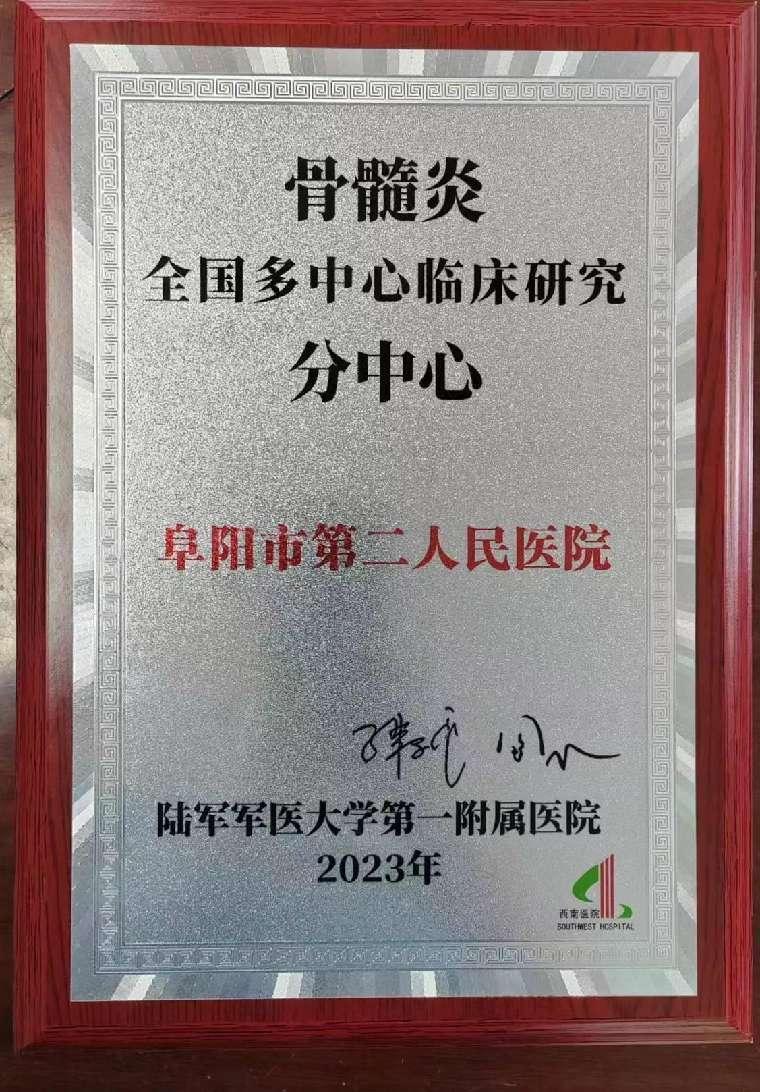 骨髓炎
全国多中心临床研究
分中心
阜阳市第二人民医院
陆军军医大学第一附属医院
2023年
西南医院
SOUTHWEST HOSPITAL